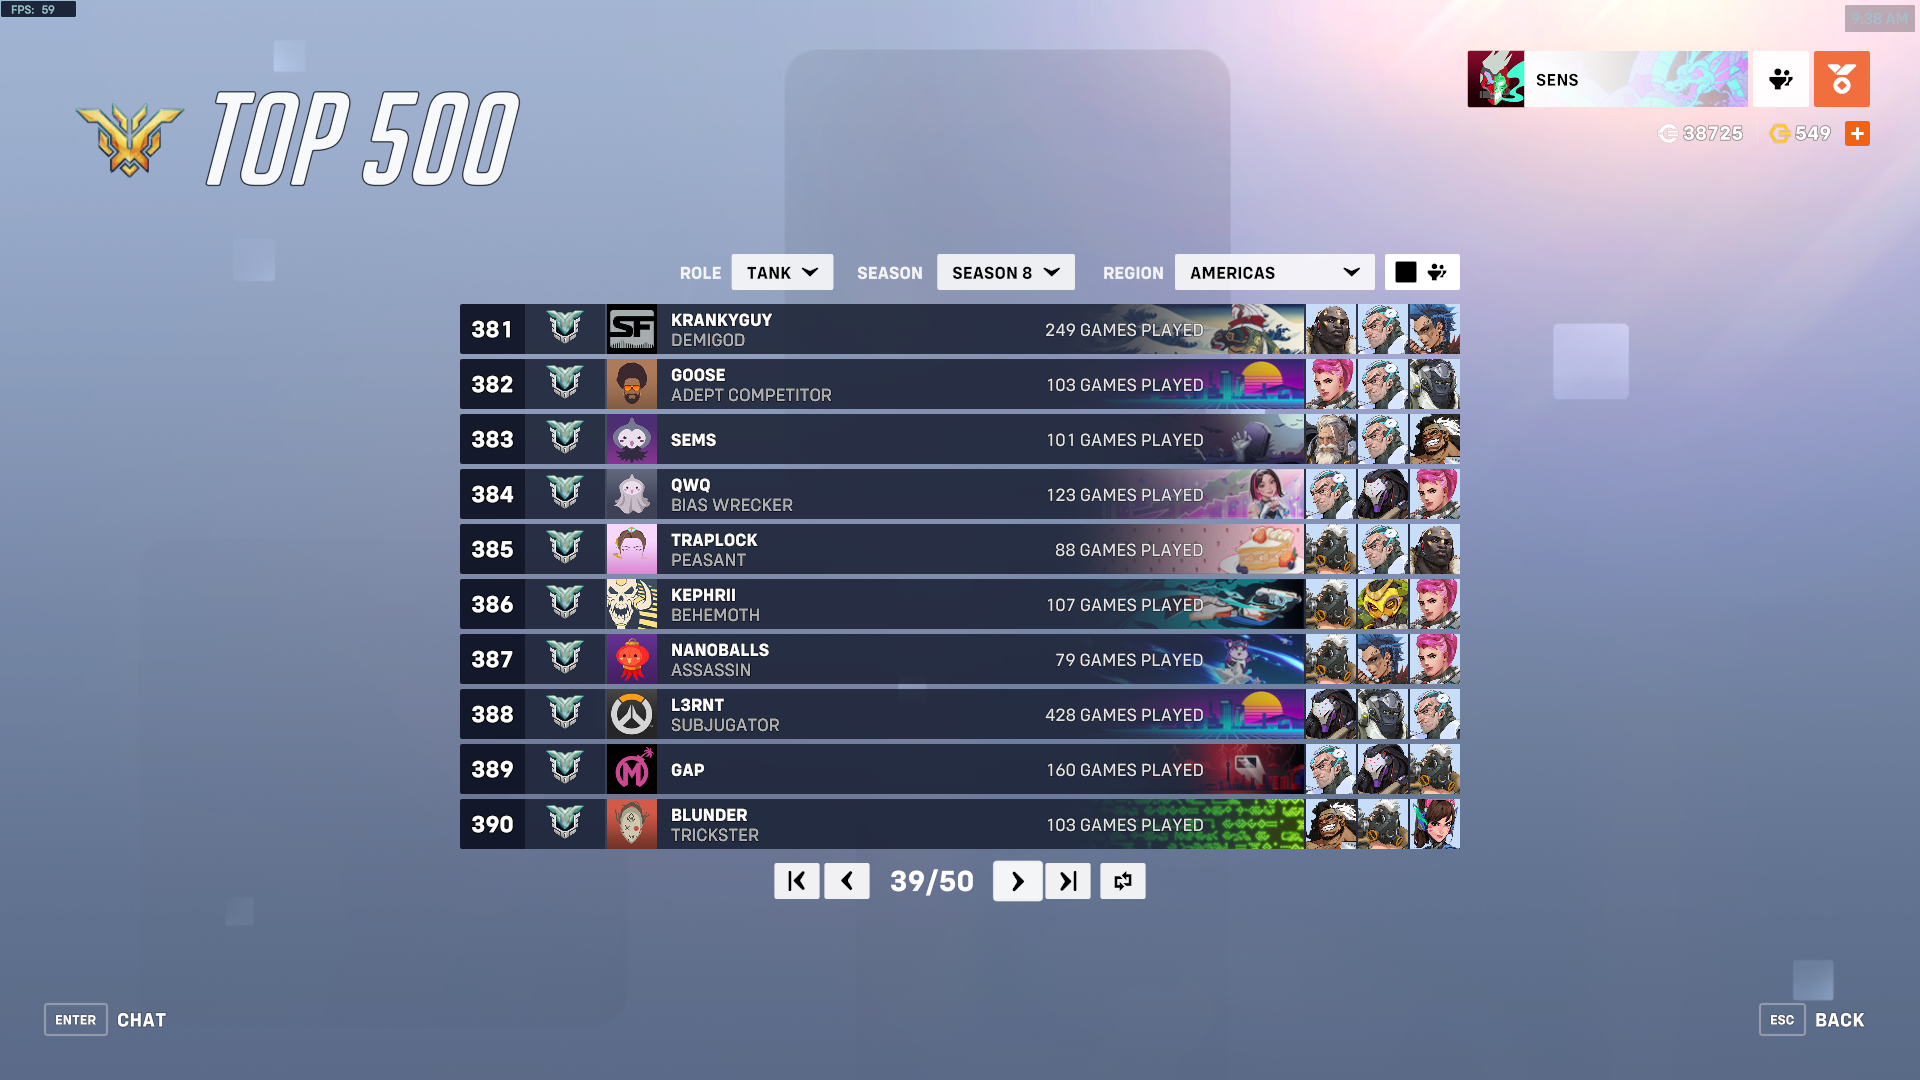 FPS: 59
9:38 AM
TOP 500
SENS
38725
549
ROLE TANK SEASON SEASON 8 REGION AMERICAS
381 SF KRANKYGUY 249 GAMES PLAYED
DEMIGOD
382 GOOSE 103 GAMES PLAYED
ADEPT COMPETITOR
383 SEMS 101 GAMES PLAYED
384 QWQ 123 GAMES PLAYED
BIAS WRECKER
385 TRAPLOCK 88 GAMES PLAYED
PEASANT
386 KEPHRII 107 GAMES PLAYED
BEHEMOTH
387 NANOBALLS 79 GAMES PLAYED
ASSASSIN
388 L3RNT 428 GAMES PLAYED
SUBJUGATOR
389 M GAP 160 GAMES PLAYED
390 BLUNDER 103 GAMES PLAYED
TRICKSTER
39/50
ENTER CHAT
ESC BACK